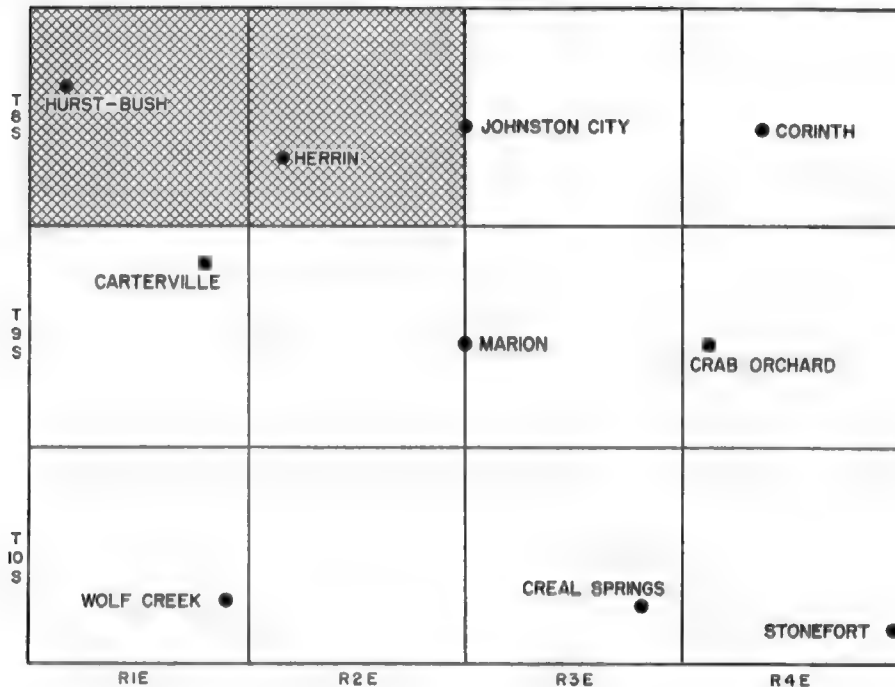 T
8
S
HURST-BUSH
HERRIN
JOHNSTON CITY
CORINTH
T
9
S
CARTERVILLE
MARION
CRAB ORCHARD
T
10
S
WOLF CREEK
CREAL SPRINGS
STONEFORT
R1E
R2E
R3E
R4E